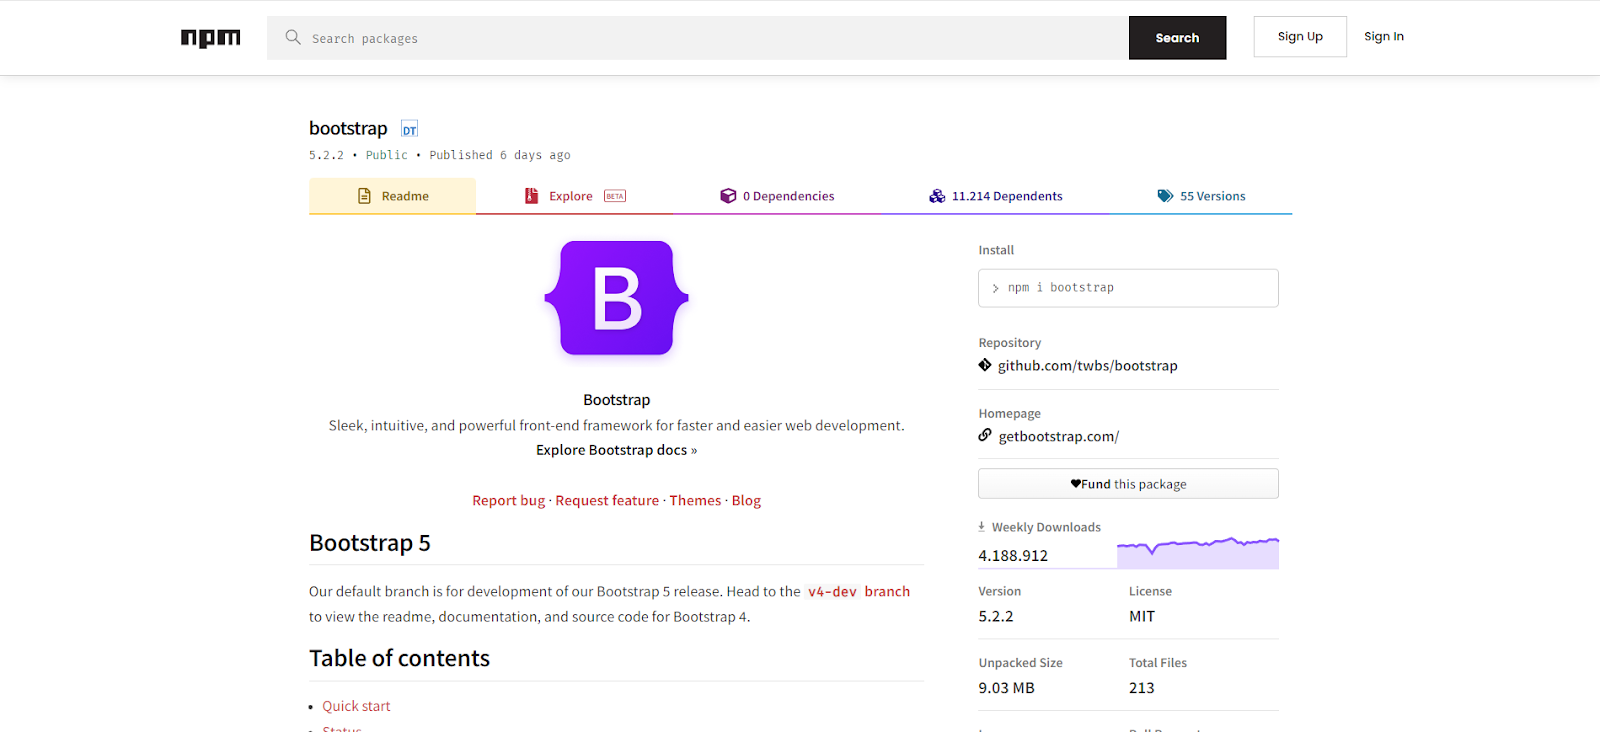 npm
Search packages
Search
Sign Up
Sign In
bootstrap DT
5.2.2 • Public • Published 6 days ago
Readme
Explore BETA
0 Dependencies
11.214 Dependents
55 Versions
B
Bootstrap
Sleek, intuitive, and powerful front-end framework for faster and easier web development.
Explore Bootstrap docs »
Report bug · Request feature · Themes · Blog
Bootstrap 5
Our default branch is for development of our Bootstrap 5 release. Head to the v4-dev branch
to view the readme, documentation, and source code for Bootstrap 4.
Table of contents
• Quick start
• Status
Install
> npm i bootstrap
Repository
github.com/twbs/bootstrap
Homepage
getbootstrap.com/
❤Fund this package
Weekly Downloads
4.188.912
Version
5.2.2
License
MIT
Unpacked Size
9.03 MB
Total Files
213